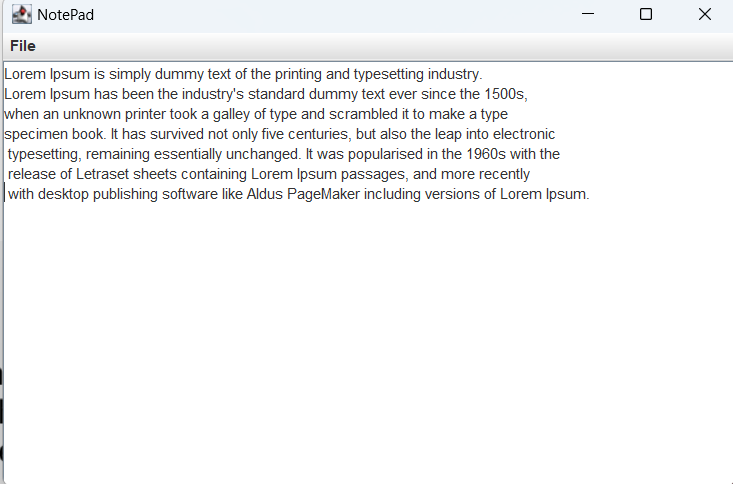 NotePad
File
Lorem Ipsum is simply dummy text of the printing and typesetting industry.
Lorem Ipsum has been the industry's standard dummy text ever since the 1500s,
when an unknown printer took a galley of type and scrambled it to make a type
specimen book. It has survived not only five centuries, but also the leap into electronic
typesetting, remaining essentially unchanged. It was popularised in the 1960s with the
release of Letraset sheets containing Lorem Ipsum passages, and more recently
with desktop publishing software like Aldus PageMaker including versions of Lorem Ipsum.